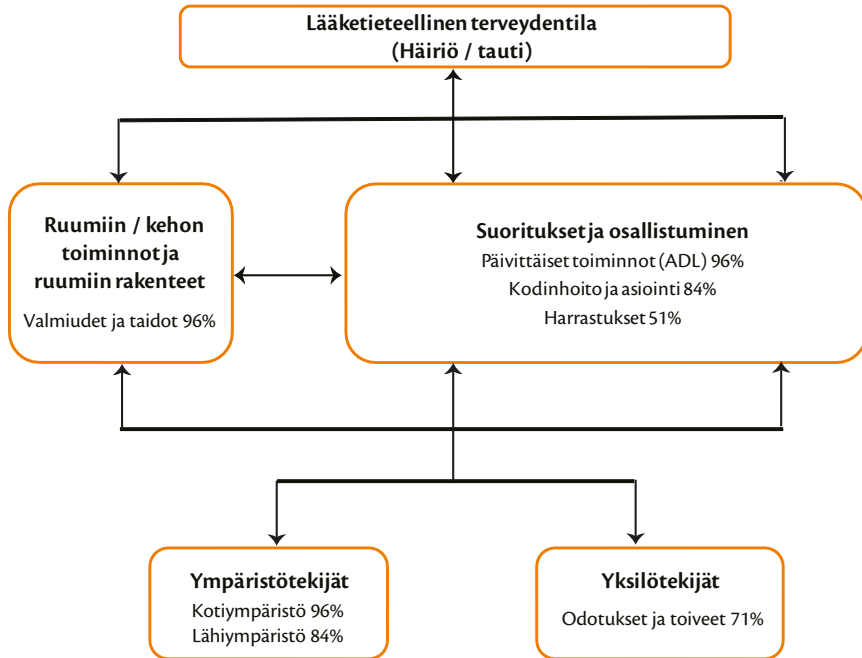 Lääketieteellinen terveydentila
(Häiriö / tauti)
Ruumiin / kehon
toiminnot ja
ruumiin rakenteet
Valmiudet ja taidot 96%
Suoritukset ja osallistuminen
Päivittäiset toiminnot (ADL) 96%
Kodinhoito ja asiointi 84%
Harrastukset 51%
Ympäristötekijät
Kotiympäristö 96%
Lähiympäristö 84%
Yksilötekijät
Odotukset ja toiveet 71%